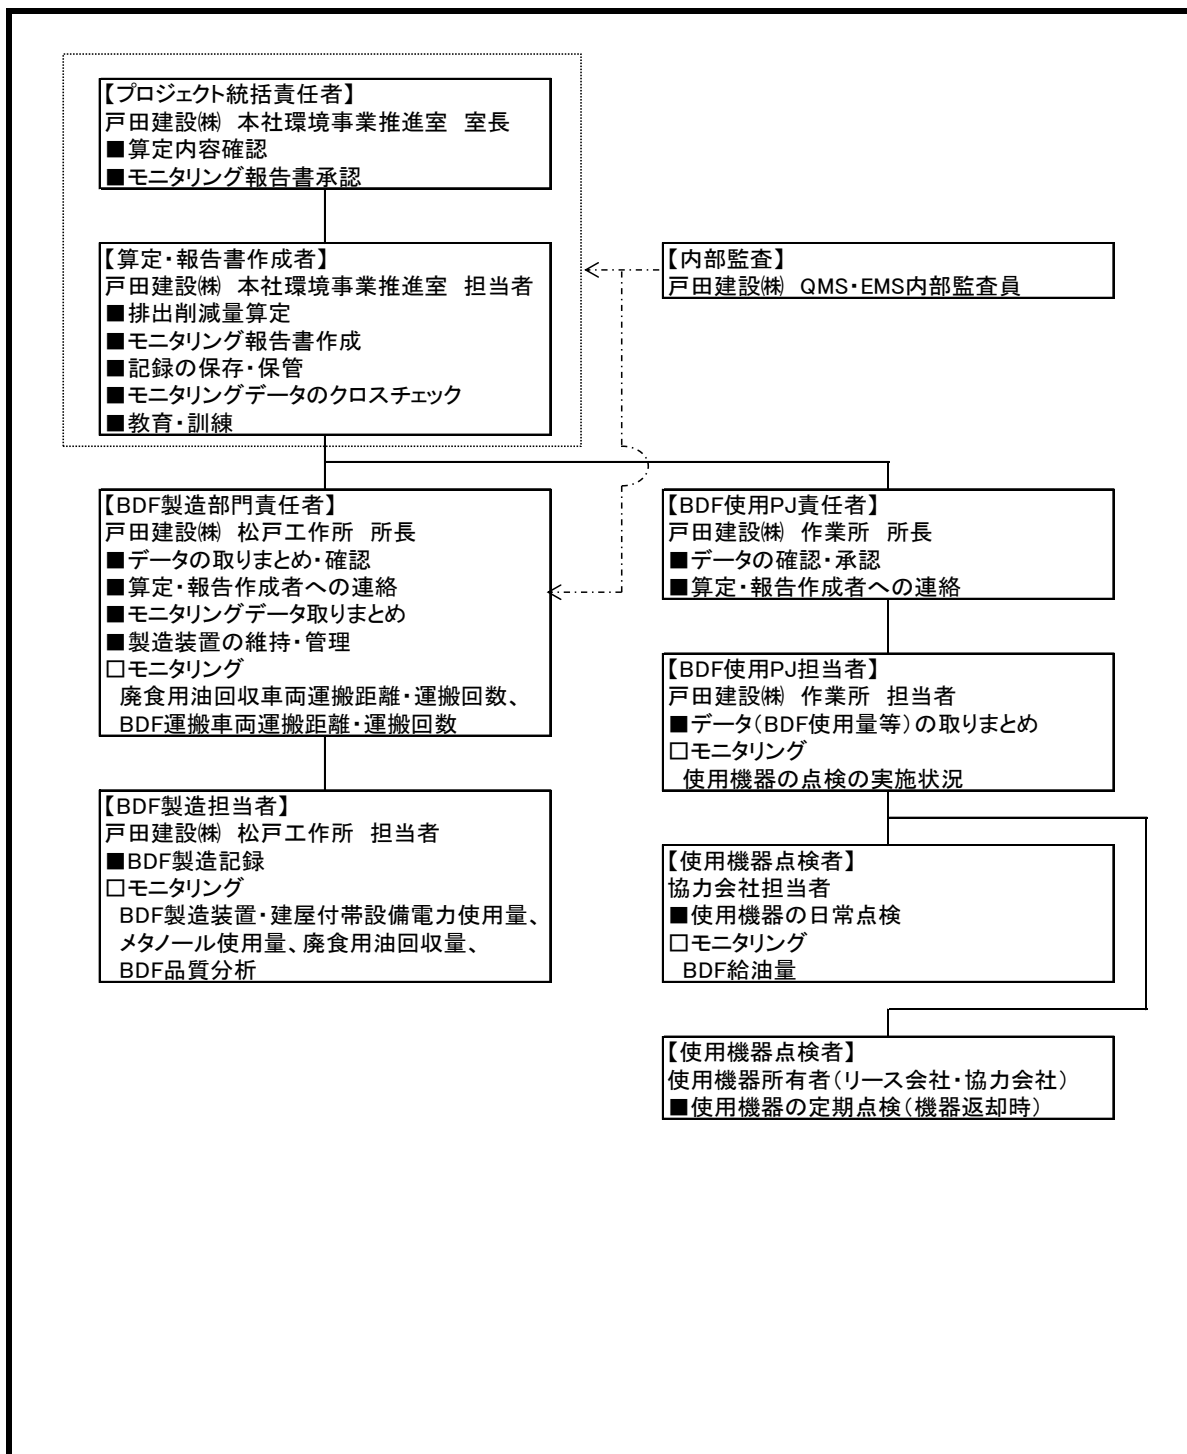 【プロジェクト統括責任者】
戸田建設㈱ 本社環境事業推進室 室長
■算定内容確認
■モニタリング報告書承認
【算定・報告書作成者】
戸田建設㈱ 本社環境事業推進室 担当者
■排出削減量算定
■モニタリング報告書作成
■記録の保存・保管
■モニタリングデータのクロスチェック
■教育・訓練
【内部監査】
戸田建設㈱ QMS・EMS内部監査員
【BDF製造部門責任者】
戸田建設㈱ 松戸工作所 所長
■データの取りまとめ・確認
■算定・報告作成者への連絡
■モニタリングデータ取りまとめ
■製造装置の維持・管理
□モニタリング
廃食用油回収車両運搬距離・運搬回数、
BDF運搬車両運搬距離・運搬回数
【BDF製造担当者】
戸田建設㈱ 松戸工作所 担当者
■BDF製造記録
□モニタリング
BDF製造装置・建屋付帯設備電力使用量、
メタノール使用量、廃食用油回収量、
BDF品質分析
【BDF使用PJ責任者】
戸田建設㈱ 作業所 所長
■データの確認・承認
■算定・報告作成者への連絡
【BDF使用PJ担当者】
戸田建設㈱ 作業所 担当者
■データ(BDF使用量等)の取りまとめ
□モニタリング
使用機器の点検の実施状況
【使用機器点検者】
協力会社担当者
■使用機器の日常点検
□モニタリング
BDF給油量
【使用機器点検者】
使用機器所有者(リース会社・協力会社)
■使用機器の定期点検(機器返却時)